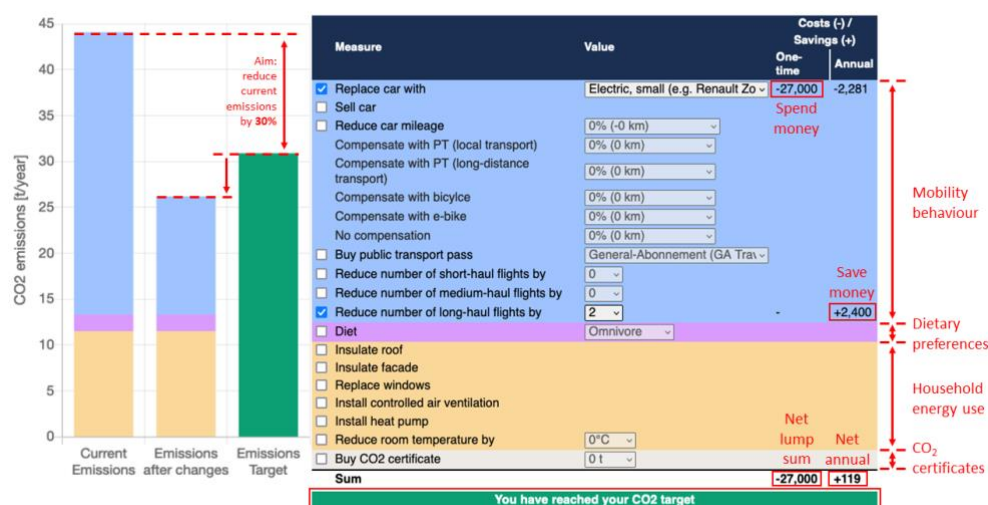 45
40
35
30
25
20
15
10
5
0
CO2 emissions [t/year]
Aim:
reduce
current
emissions
by 30%
Current
Emissions
Emissions
after changes
Emissions
Target
Costs (-) /
Savings (+)
Measure Value One-time Annual
Replace car with Electric, small (e.g. Renault Zo -27,000 -2,281
Sell car
Spend
money
Reduce car mileage 0% (-0 km)
Compensate with PT (local transport) 0% (0 km)
Compensate with PT (long-distance
transport) 0% (0 km)
Compensate with bicylce 0% (0 km)
Compensate with e-bike 0% (0 km)
No compensation 0% (0 km)
Buy public transport pass General-Abonnement (GA Trav
Reduce number of short-haul flights by 0
Reduce number of medium-haul flights by 0
Save
money
Reduce number of long-haul flights by 2 - +2,400
Diet Omnivore
Insulate roof
Insulate facade
Replace windows
Install controlled air ventilation
Install heat pump
Reduce room temperature by 0°C
Buy CO2 certificate 0 t
Net
lump
sum
Net
annual
Sum -27,000 +119
You have reached your CO2 target
Mobility
behaviour
Dietary
preferences
Household
energy use
CO2
certificates